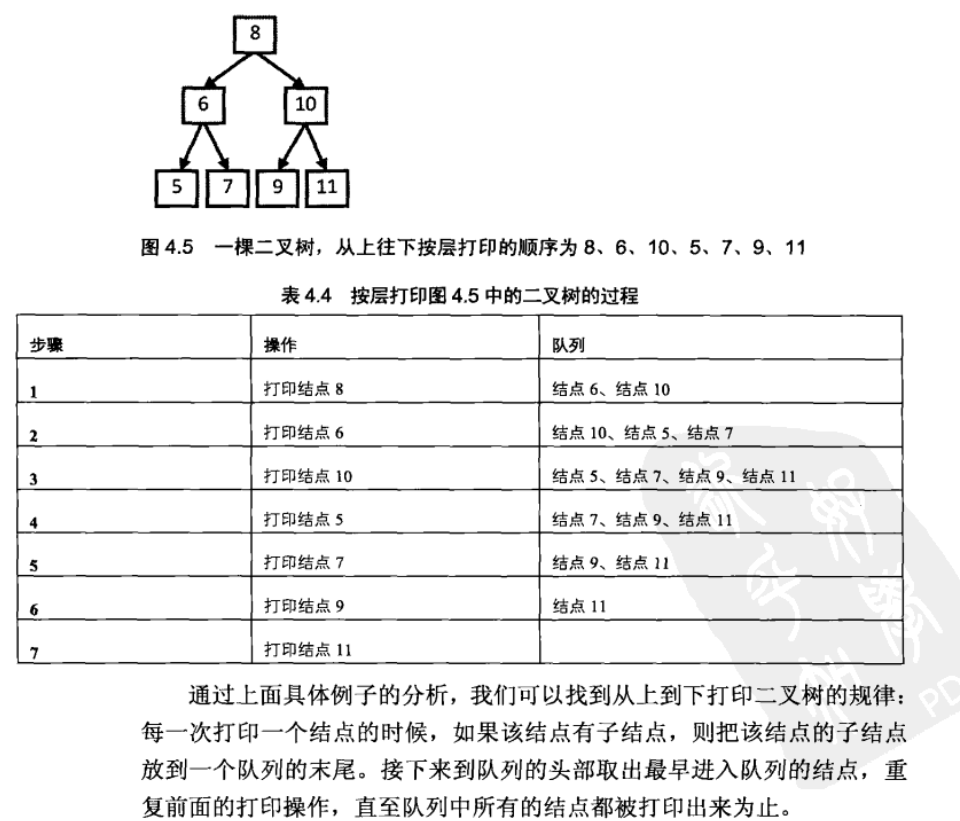 8
6 10
5 7 9 11
图 4.5 一棵二叉树，从上往下按层打印的顺序为 8、6、10、5、7、9、11
表 4.4 按层打印图 4.5 中的二叉树的过程
步骤 操作 队列
1 打印结点 8 结点 6、结点 10
2 打印结点 6 结点 10、结点 5、结点 7
3 打印结点 10 结点 5、结点 7、结点 9、结点 11
4 打印结点 5 结点 7、结点 9、结点 11
5 打印结点 7 结点 9、结点 11
6 打印结点 9 结点 11
7 打印结点 11
通过上面具体例子的分析，我们可以找到从上到下打印二叉树的规律：
每一次打印一个结点的时候，如果该结点有子结点，则把该结点的子结点
放到一个队列的末尾。接下来到队列的头部取出最早进入队列的结点，重
复前面的打印操作，直至队列中所有的结点都被打印出来为止。
PD